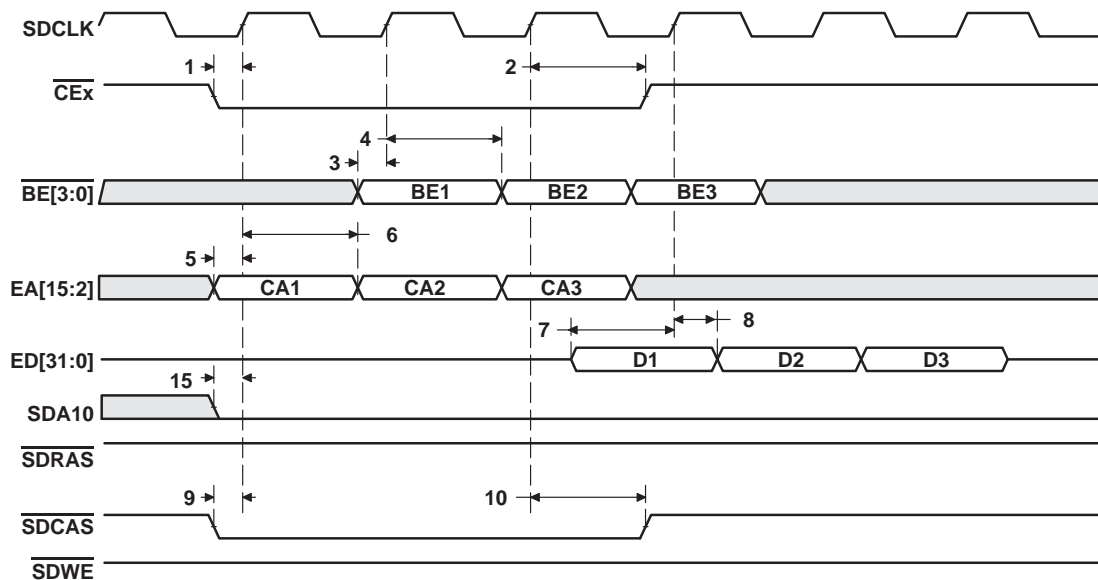 SDCLK
1
2
CEx
4
3
BE[3:0]
BE1
BE2
BE3
6
5
EA[15:2]
CA1
CA2
CA3
7
8
ED[31:0]
D1
D2
D3
15
SDA10
SDRAS
9
10
SDCAS
SDWE